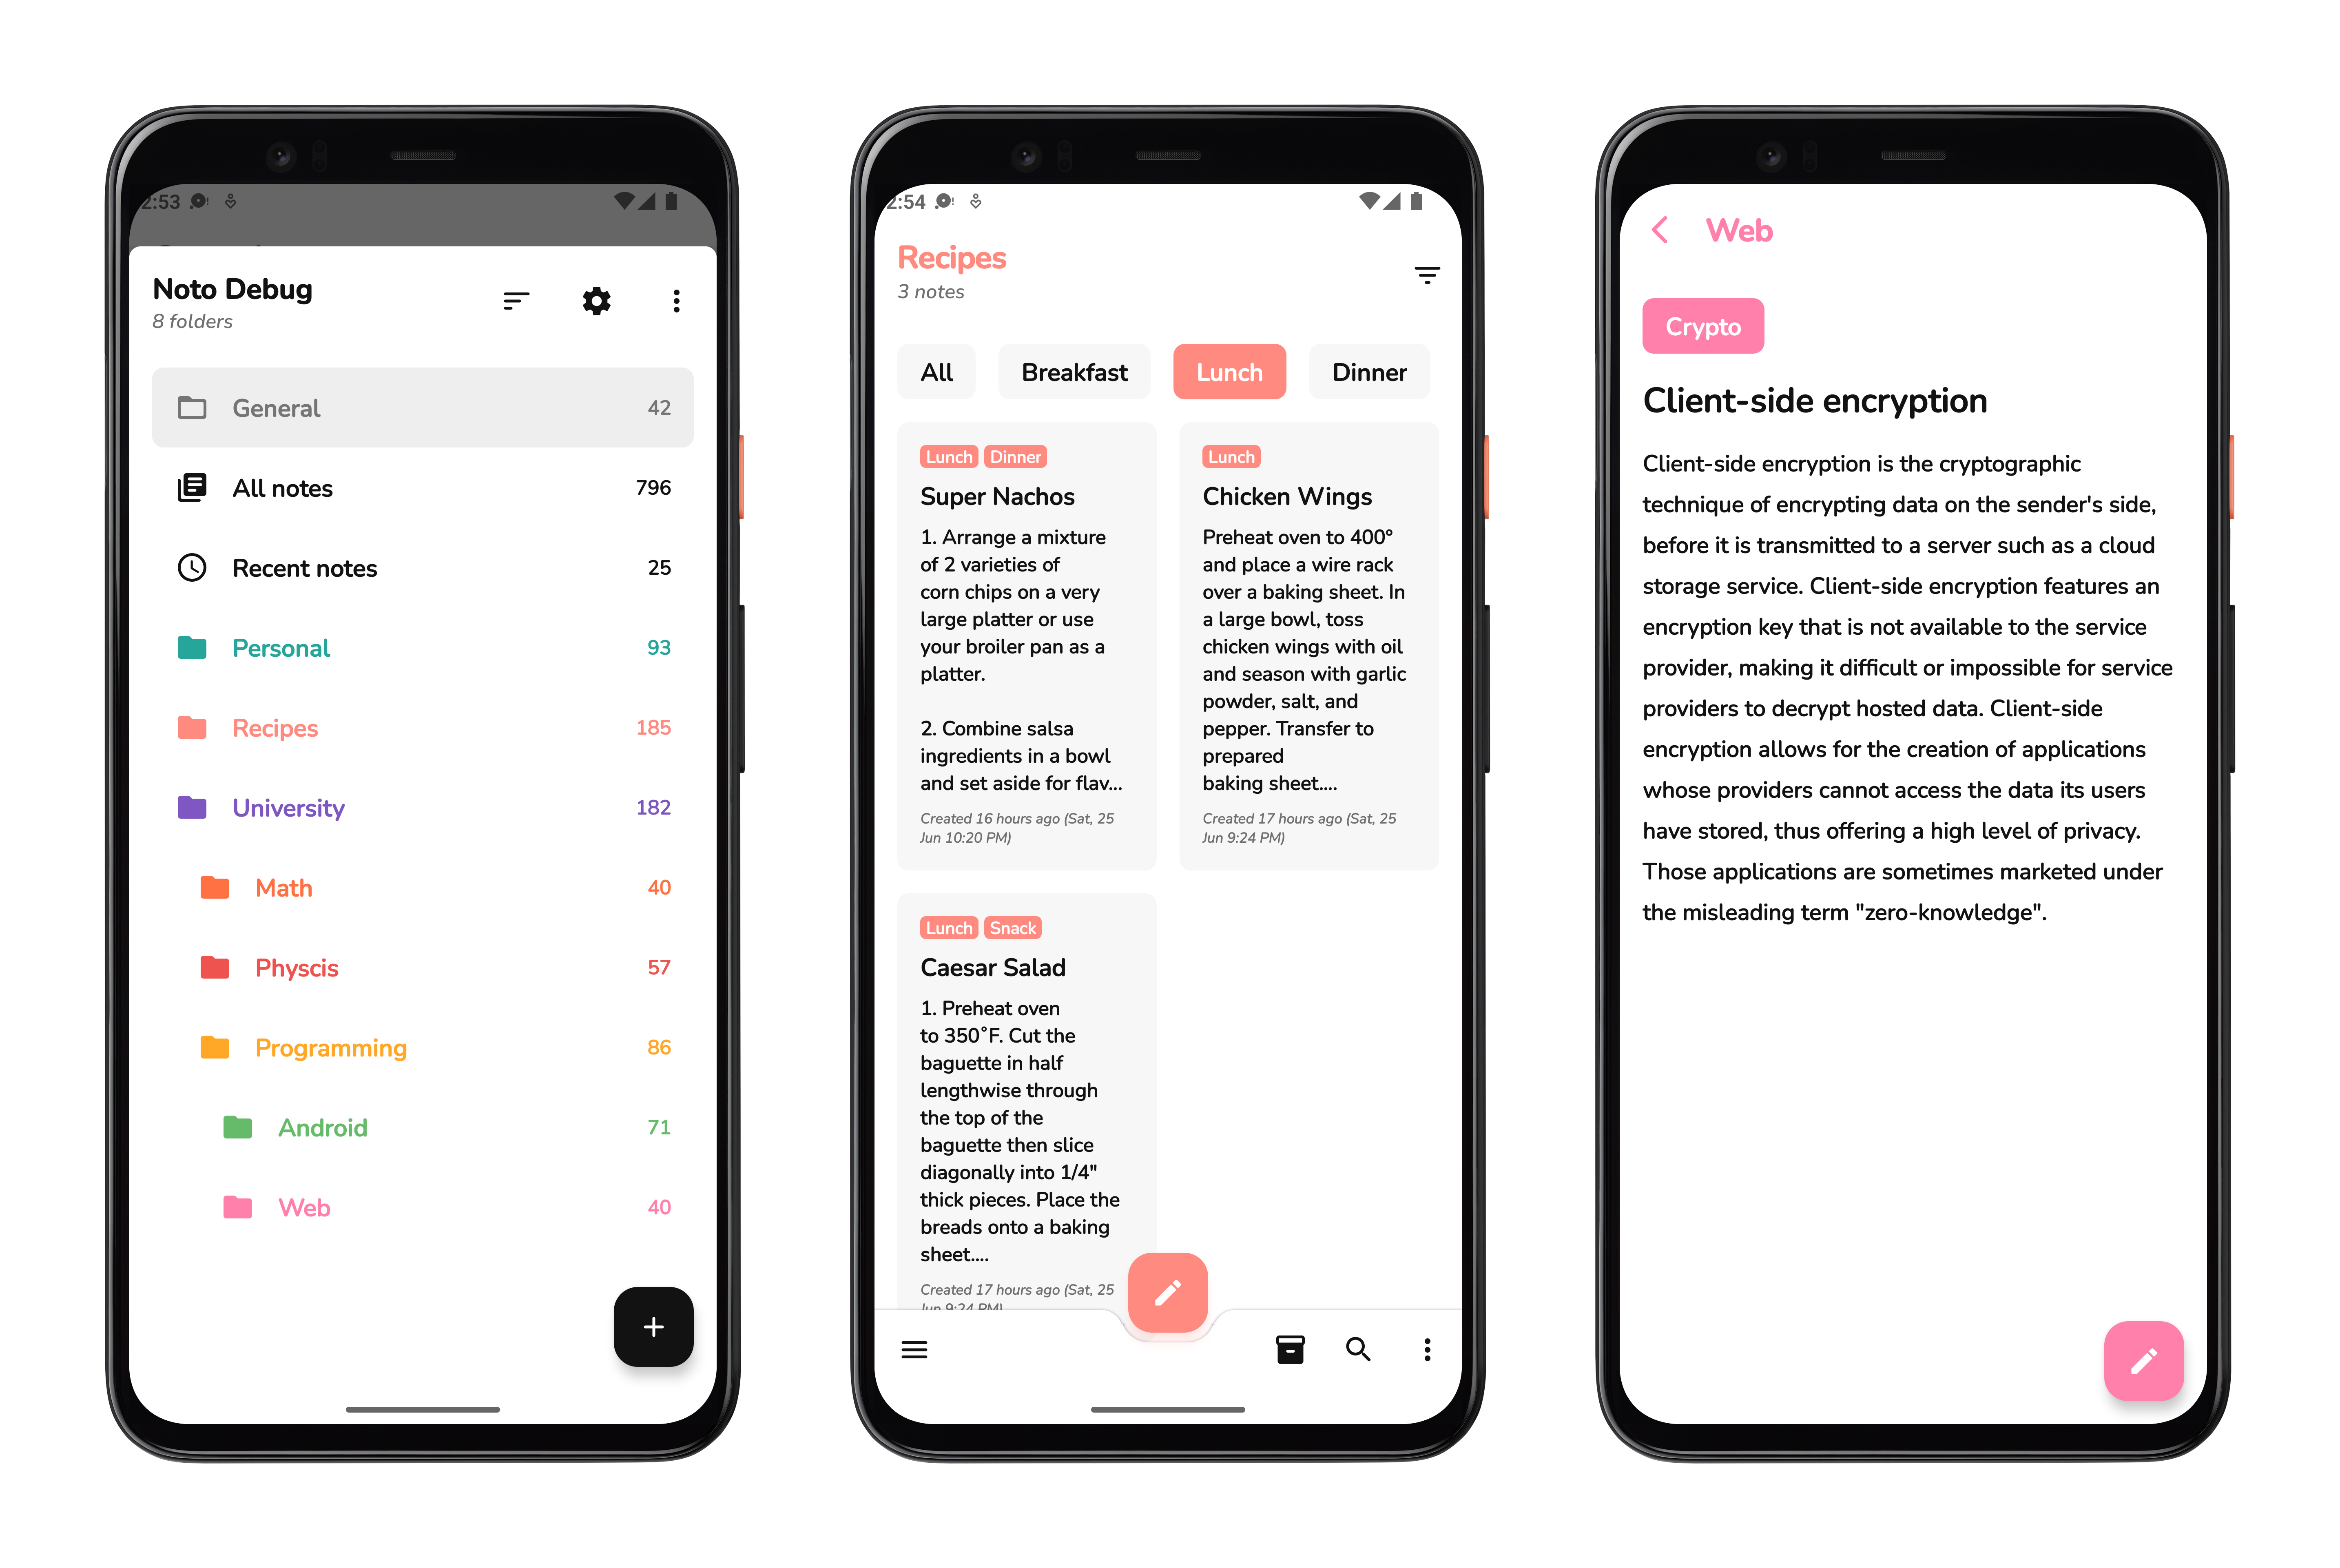 2:53
Noto Debug
8 folders
General 42
All notes 796
Recent notes 25
Personal 93
Recipes 185
University 182
Math 40
Physcis 57
Programming 86
Android 71
Web 40
2:54
Recipes
3 notes
All Breakfast Lunch Dinner
Lunch Dinner
Super Nachos
1. Arrange a mixture
of 2 varieties of
corn chips on a very
large platter or use
your broiler pan as a
platter.
2. Combine salsa
ingredients in a bowl
and set aside for flav...
Created 16 hours ago (Sat, 25
Jun 10:20 PM)
Lunch
Chicken Wings
Preheat oven to 400°
and place a wire rack
over a baking sheet. In
a large bowl, toss
chicken wings with oil
and season with garlic
powder, salt, and
pepper. Transfer to
prepared
baking sheet....
Created 17 hours ago (Sat, 25
Jun 9:24 PM)
Lunch Snack
Caesar Salad
1. Preheat oven
to 350°F. Cut the
baguette in half
lengthwise through
the top of the
baguette then slice
diagonally into 1/4"
thick pieces. Place the
breads onto a baking
sheet....
Created 17 hours ago (Sat, 25
Jun 9:24 PM)
Web
Crypto
Client-side encryption
Client-side encryption is the cryptographic
technique of encrypting data on the sender's side,
before it is transmitted to a server such as a cloud
storage service. Client-side encryption features an
encryption key that is not available to the service
provider, making it difficult or impossible for service
providers to decrypt hosted data. Client-side
encryption allows for the creation of applications
whose providers cannot access the data its users
have stored, thus offering a high level of privacy.
Those applications are sometimes marketed under
the misleading term "zero-knowledge".